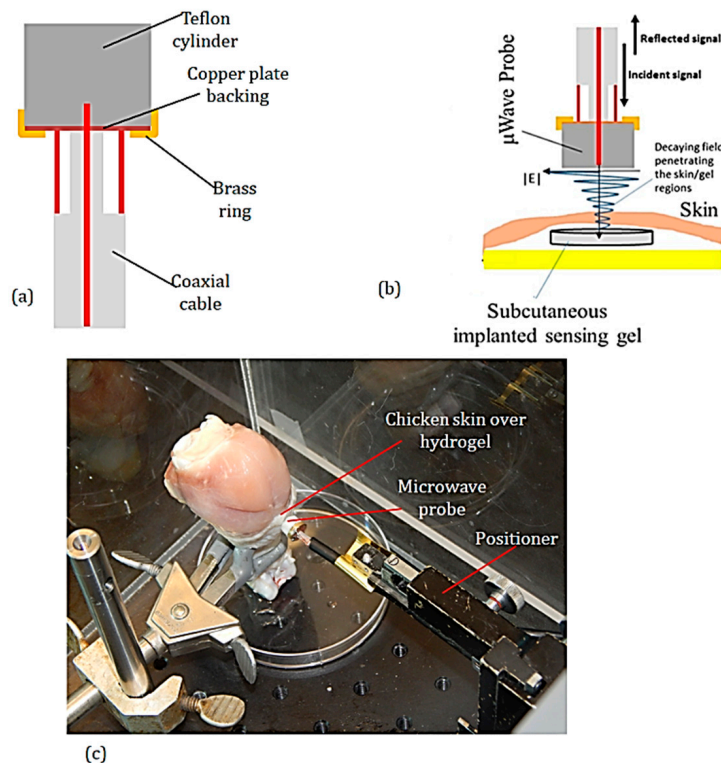 Teflon
cylinder
Copper plate
backing
Brass
ring
Coaxial
cable
(a)
Reflected signal
Incident signal
μWave Probe
Decaying field
penetrating
the skin/gel
regions
|E|
Skin
(b)
Subcutaneous
implanted sensing gel
Chicken skin over
hydrogel
Microwave
probe
Positioner
(c)